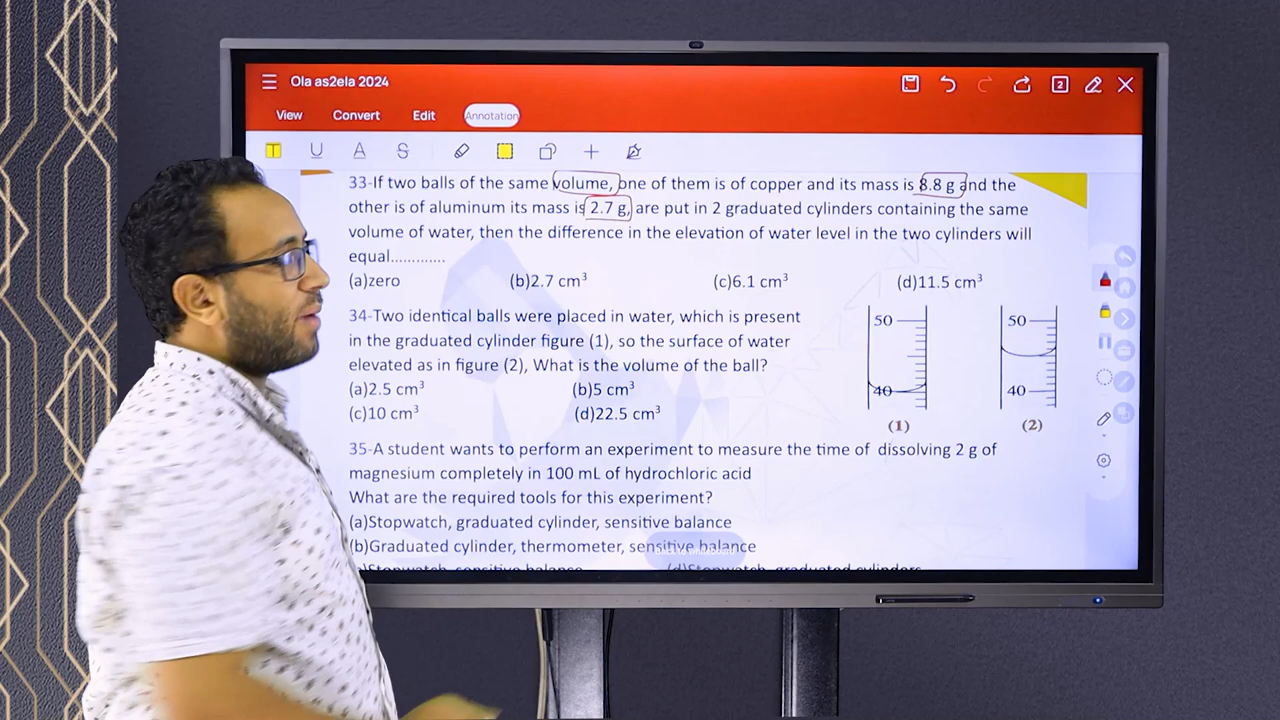 Ola as2ela 2024
2
View Convert Edit Annotation
T U A S
33-If two balls of the same volume, one of them is of copper and its mass is 8.8 g and the
other is of aluminum its mass is 2.7 g, are put in 2 graduated cylinders containing the same
volume of water, then the difference in the elevation of water level in the two cylinders will
equal.............
(a)zero (b)2.7 cm³ (c)6.1 cm³ (d)11.5 cm³
34-Two identical balls were placed in water, which is present
in the graduated cylinder figure (1), so the surface of water
elevated as in figure (2), What is the volume of the ball?
(a)2.5 cm³ (b)5 cm³
(c)10 cm³ (d)22.5 cm³
50 50
40 40
(1) (2)
35-A student wants to perform an experiment to measure the time of dissolving 2 g of
magnesium completely in 100 mL of hydrochloric acid
What are the required tools for this experiment?
(a)Stopwatch, graduated cylinder, sensitive balance
(b)Graduated cylinder, thermometer, sensitive balance
)Stopwatch, sensitive balance (d)Stopwatch, graduated cylinders